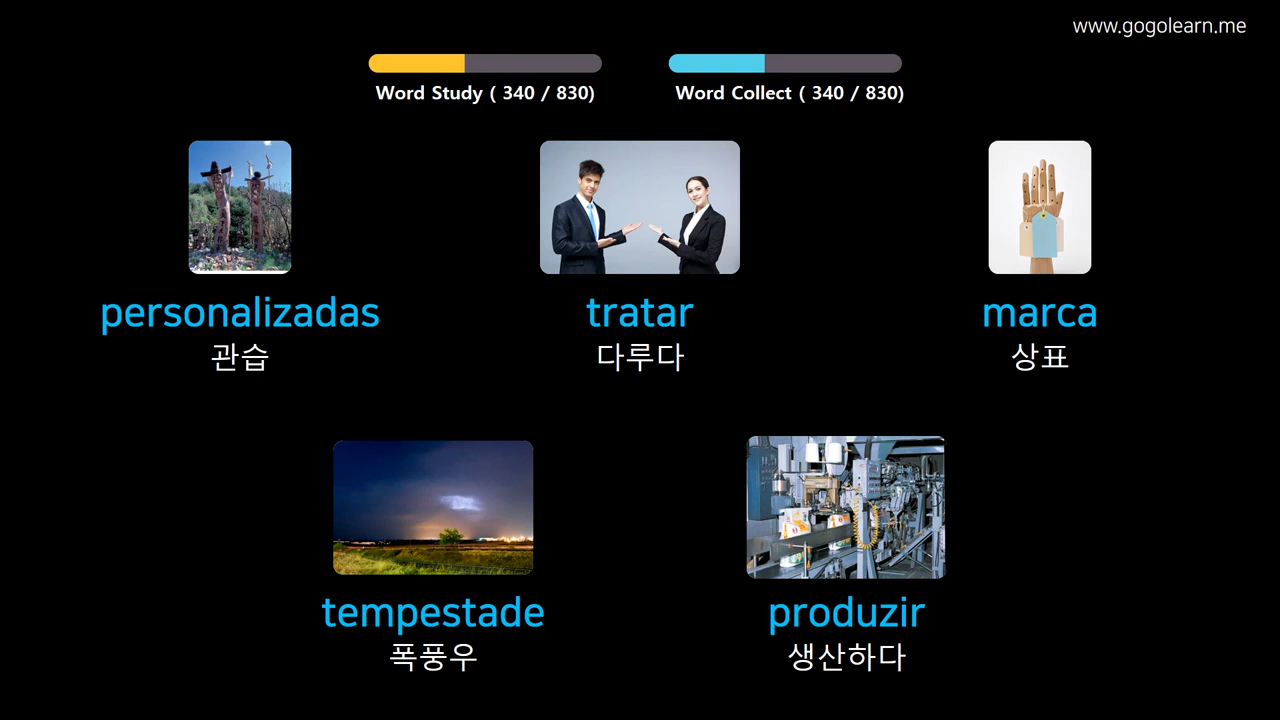 www.gogolearn.me
Word Study ( 340 / 830)
Word Collect ( 340 / 830)
personalizadas
관습
tratar
다루다
marca
상표
tempestade
폭풍우
produzir
생산하다